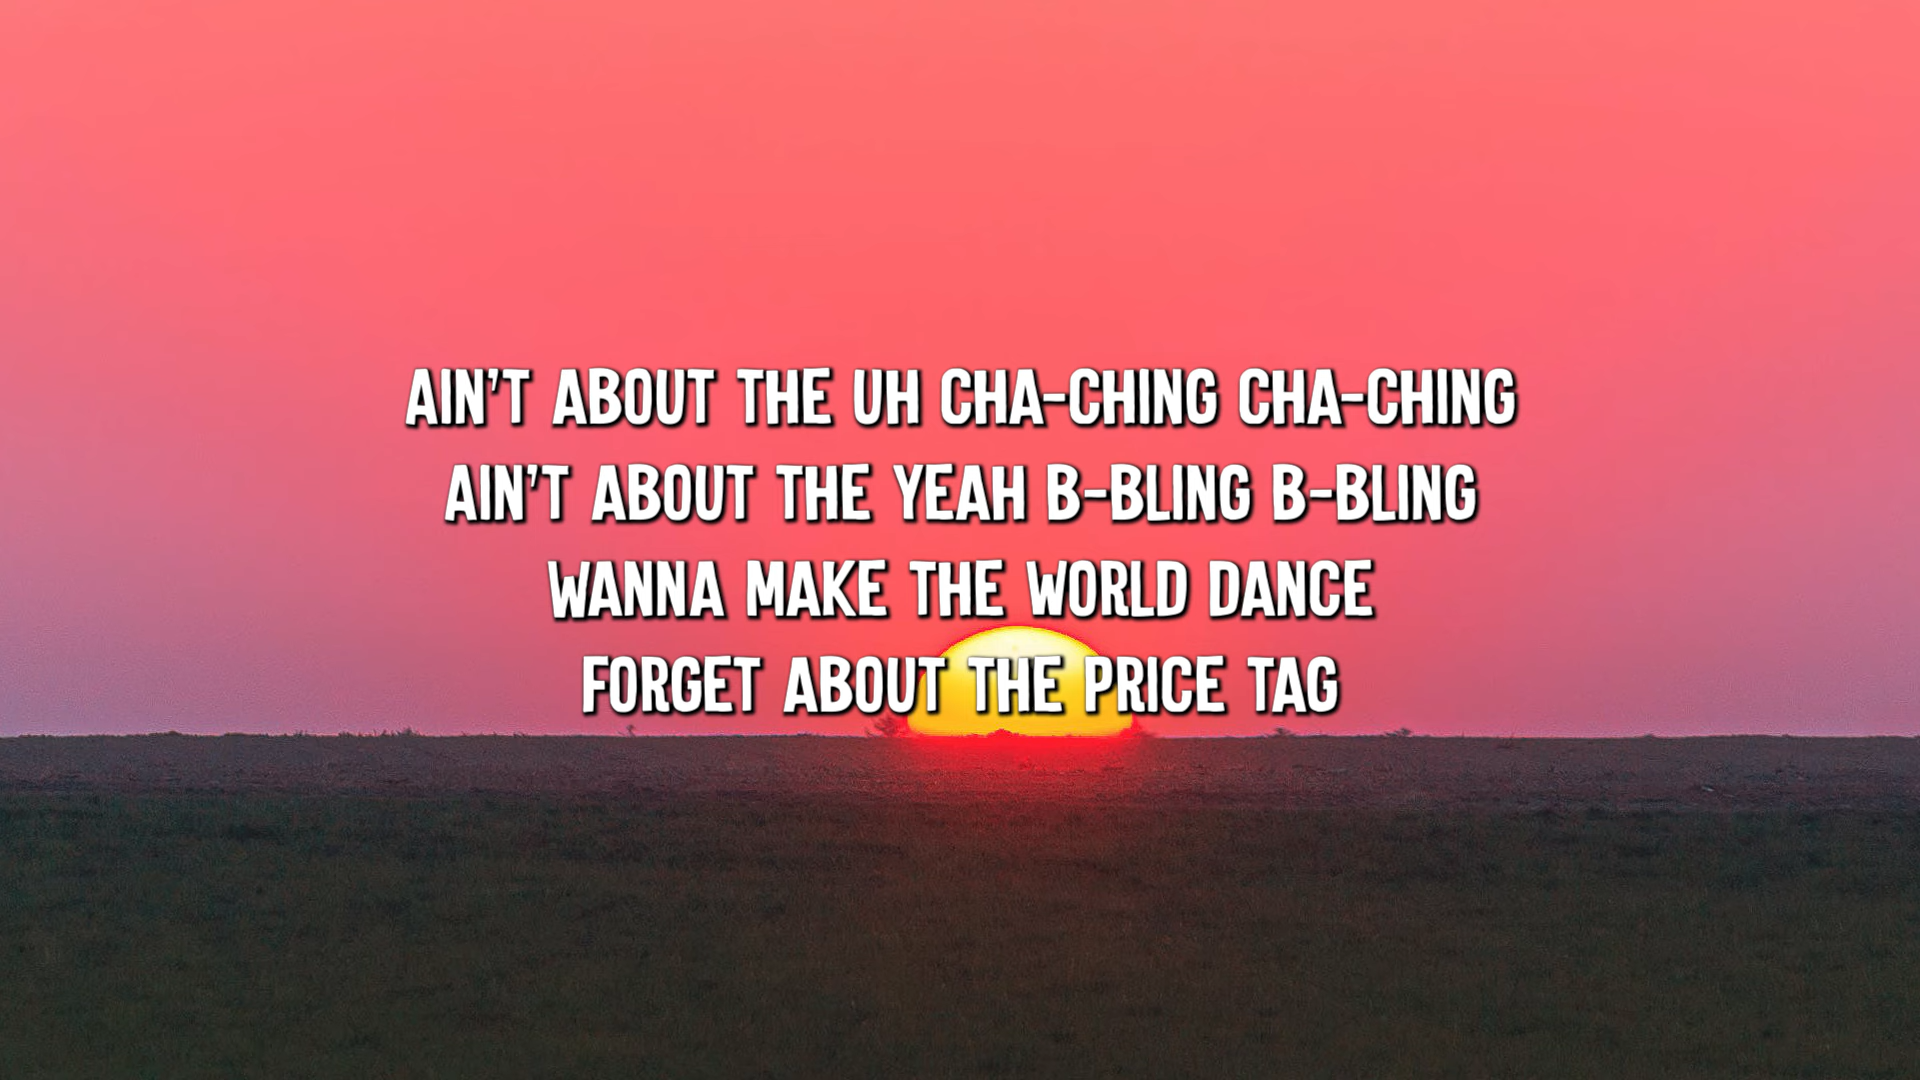 AIN'T ABOUT THE UH CHA-CHING CHA-CHING
AIN'T ABOUT THE YEAH B-BLING B-BLING
WANNA MAKE THE WORLD DANCE
FORGET ABOUT THE PRICE TAG